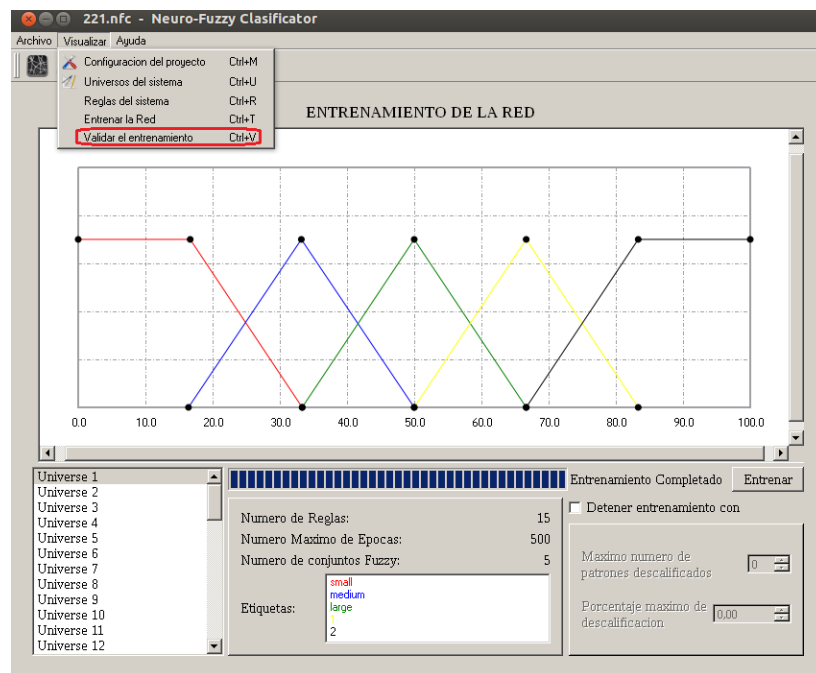 221.nfc - Neuro-Fuzzy Clasificator
Archivo Visualizar Ayuda
Configuracion del proyecto Ctrl+M
Universos del sistema Ctrl+U
Reglas del sistema Ctrl+R
Entrenar la Red Ctrl+T
Validar el entrenamiento Ctrl+V
ENTRENAMIENTO DE LA RED
0.0 10.0 20.0 30.0 40.0 50.0 60.0 70.0 80.0 90.0 100.0
Universe 1
Universe 2
Universe 3
Universe 4
Universe 5
Universe 6
Universe 7
Universe 8
Universe 9
Universe 10
Universe 11
Universe 12
Entrenamiento Completado Entrenar
Numero de Reglas: 15
Numero Maximo de Epocas: 500
Numero de conjuntos Fuzzy: 5
Etiquetas:
small
medium
large
1
2
Detener entrenamiento con
Maximo numero de
patrones descalificados 0
Porcentaje maximo de
descalificacion 0,00